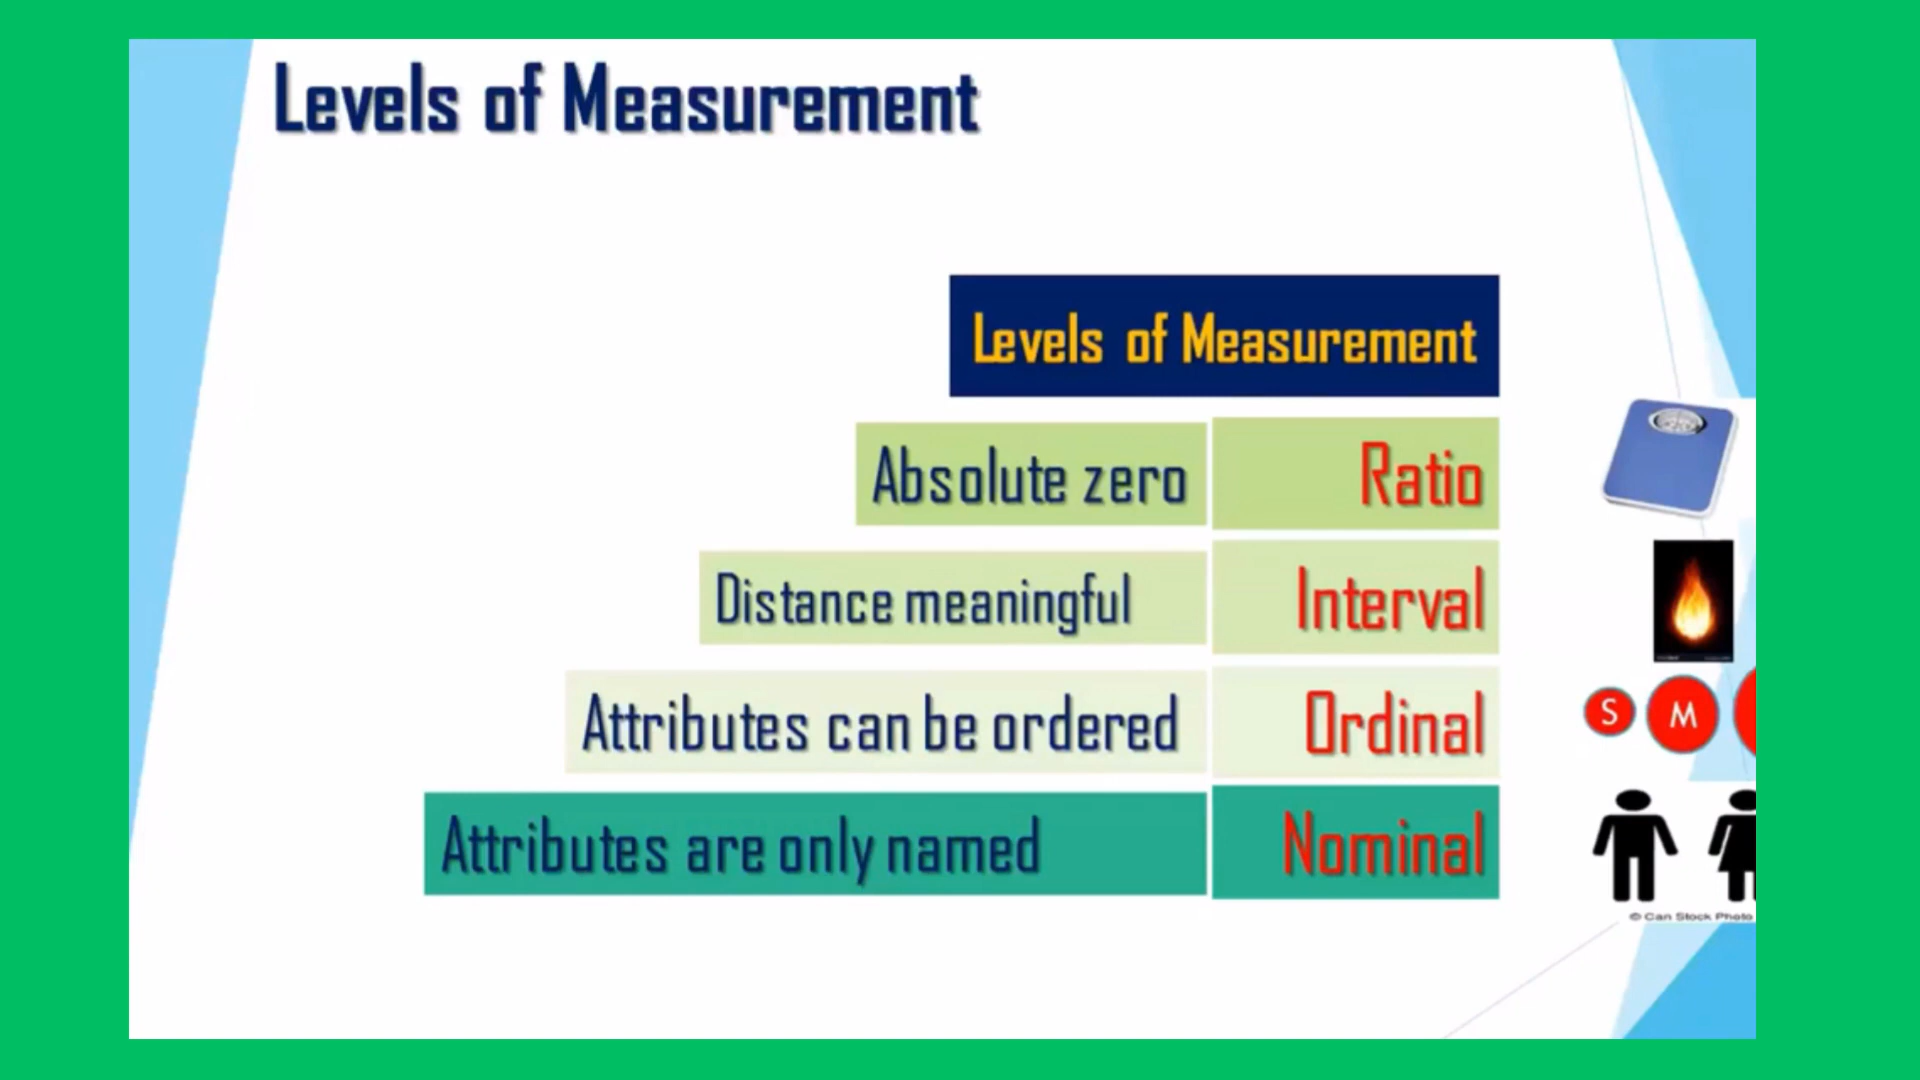 Levels of Measurement
Levels of Measurement
Absolute zero Ratio
Distance meaningful Interval
Attributes can be ordered Ordinal
S M
Attributes are only named Nominal
© Can Stock Photo